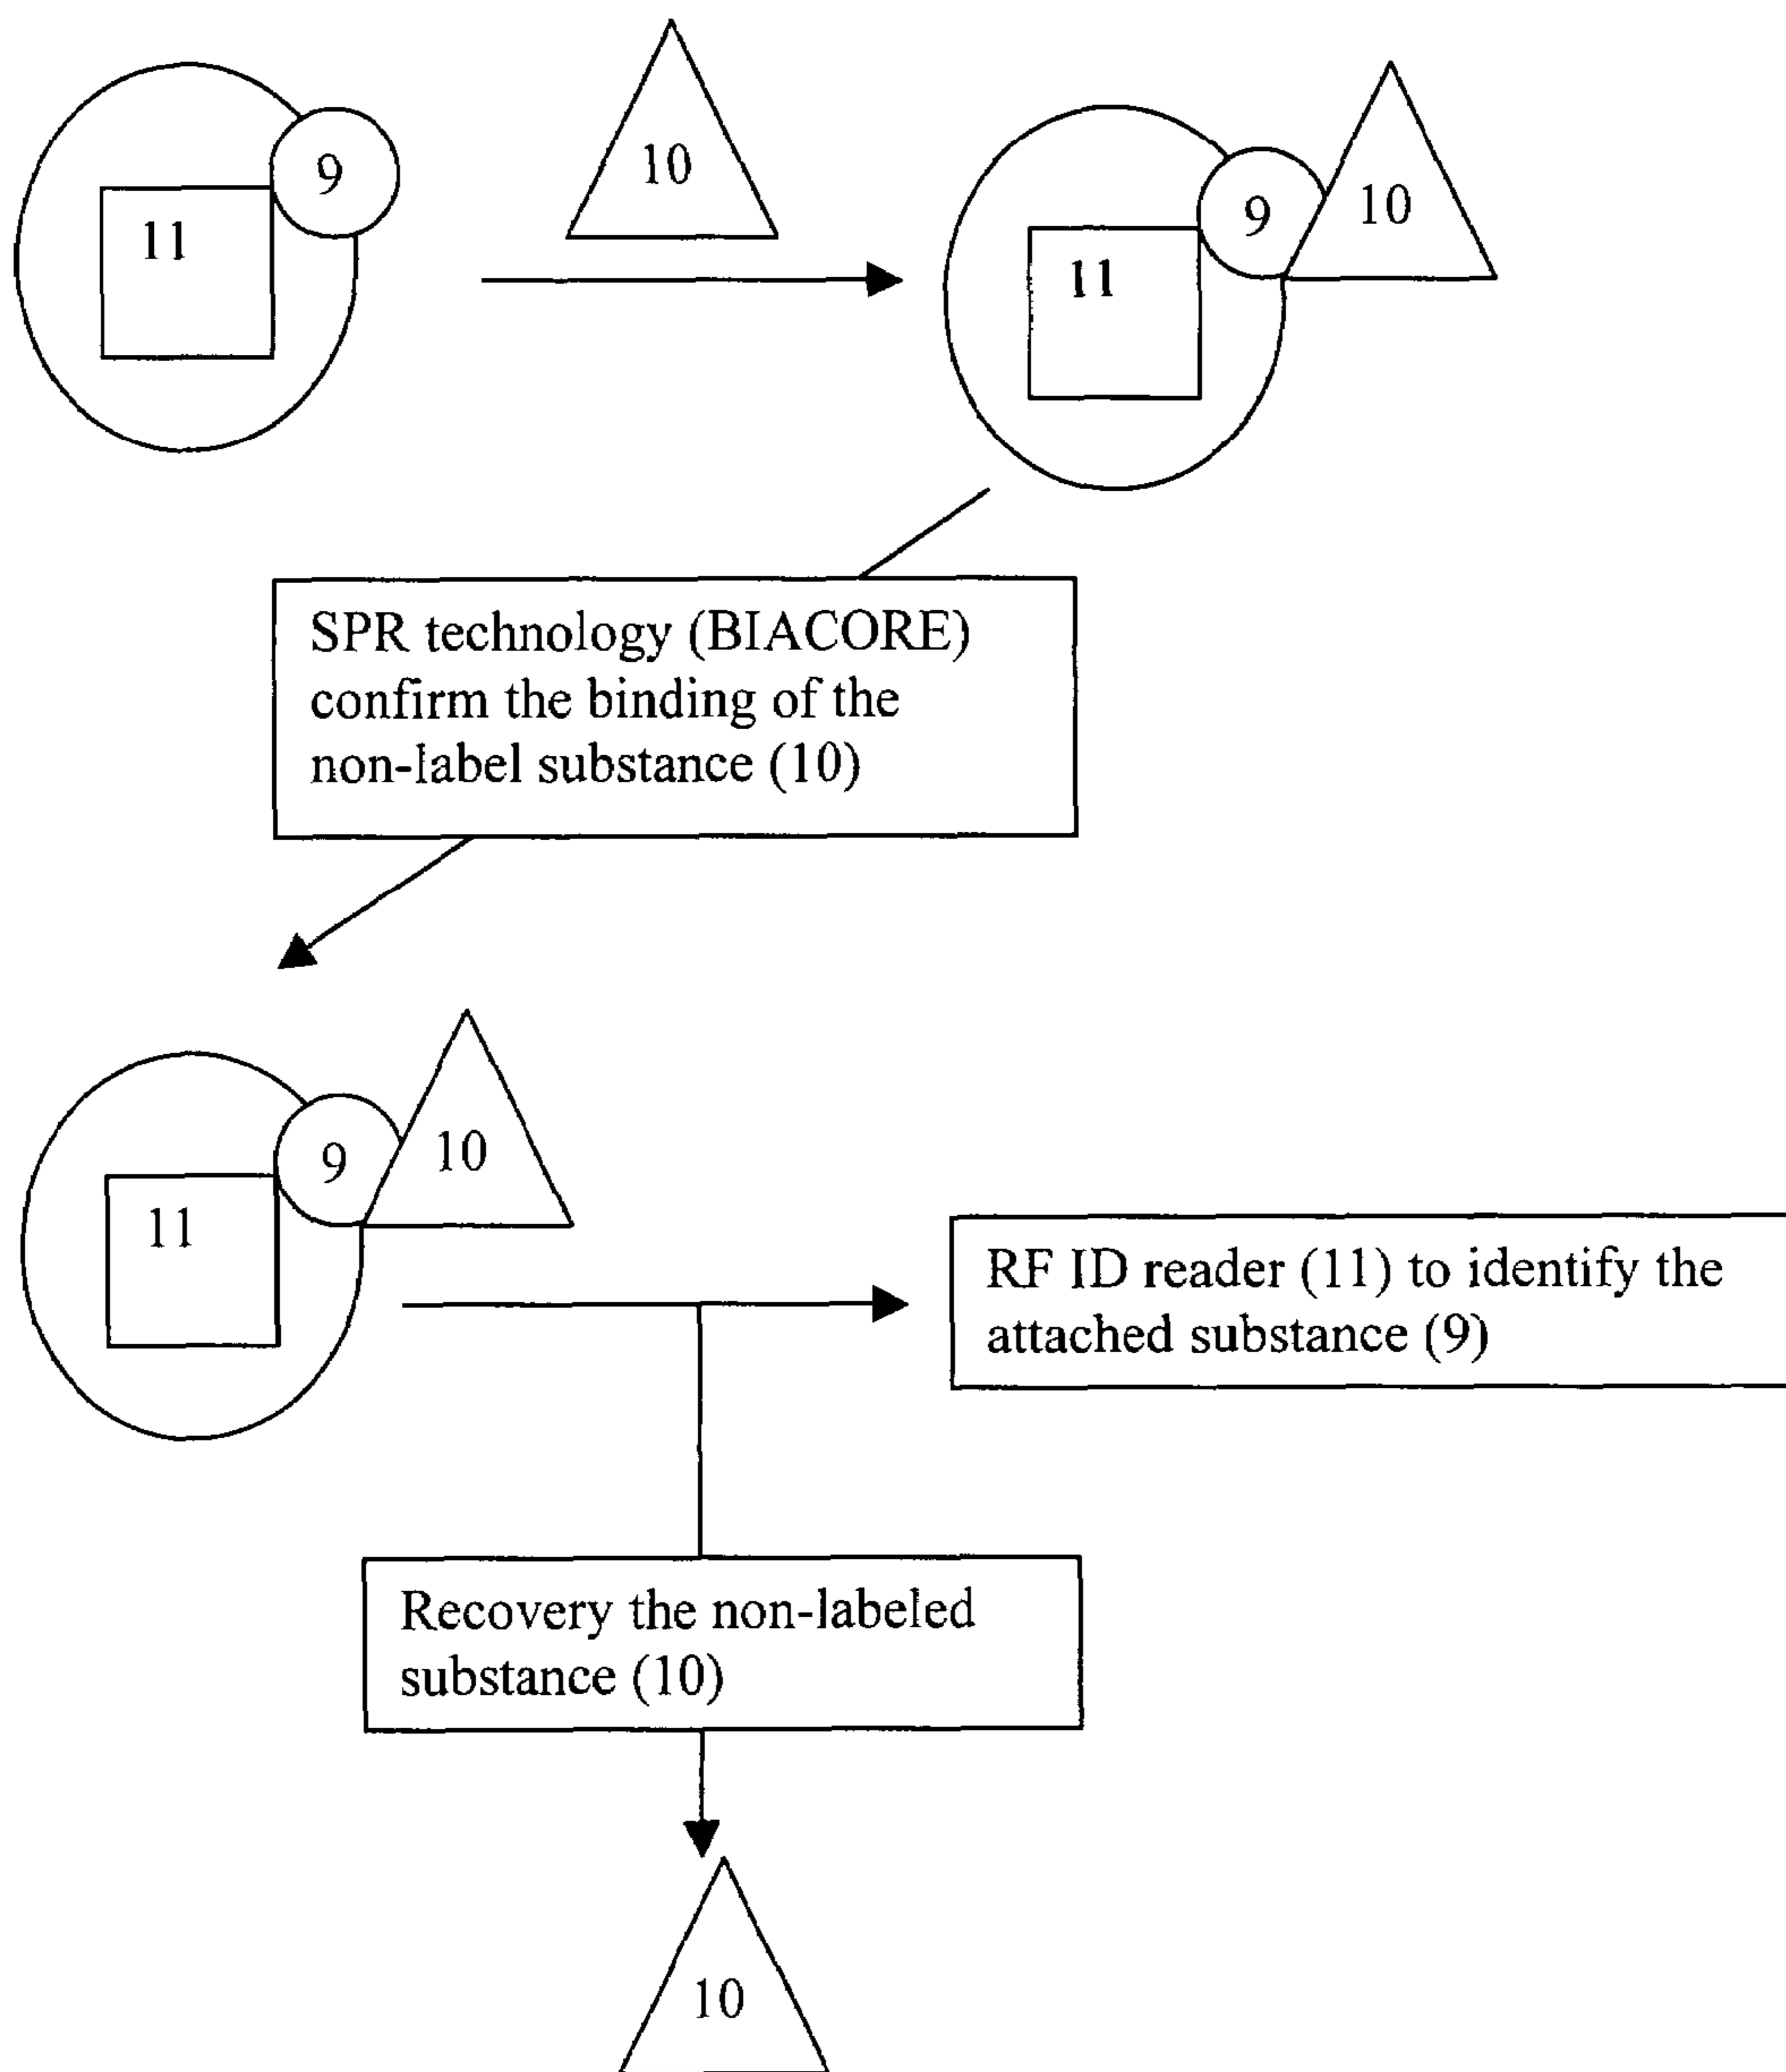 9
10
11
9
10
11
SPR technology (BIACORE)
confirm the binding of the
non-label substance (10)
9
10
11
RF ID reader (11) to identify the
attached substance (9)
Recovery the non-labeled
substance (10)
10